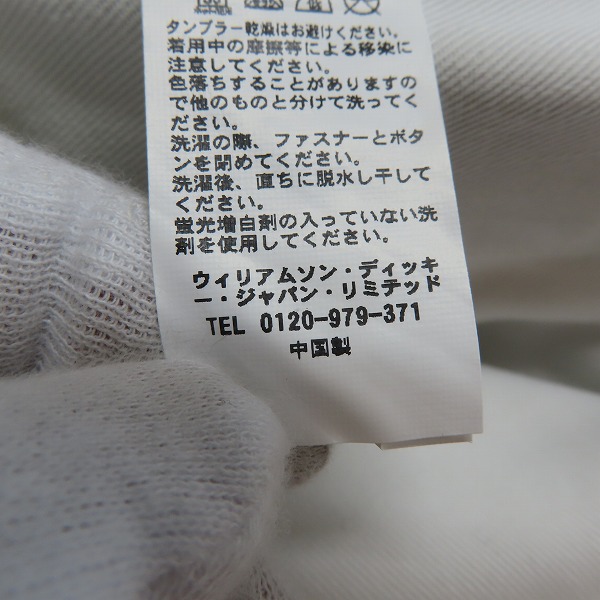 タンブラー乾燥はお避けください。
着用中の摩擦等による移染に
注意してください。
色落ちすることがありますの
で他のものと分けて洗ってく
ださい。
洗濯の際、ファスナーとボタ
ンを閉めてください。
洗濯後、直ちに脱水し干して
ください。
蛍光増白剤の入っていない洗
剤を使用してください。
ウィリアムソン・ディッキ
ー・ジャパン・リミテッド
TEL 0120-979-371
中国製